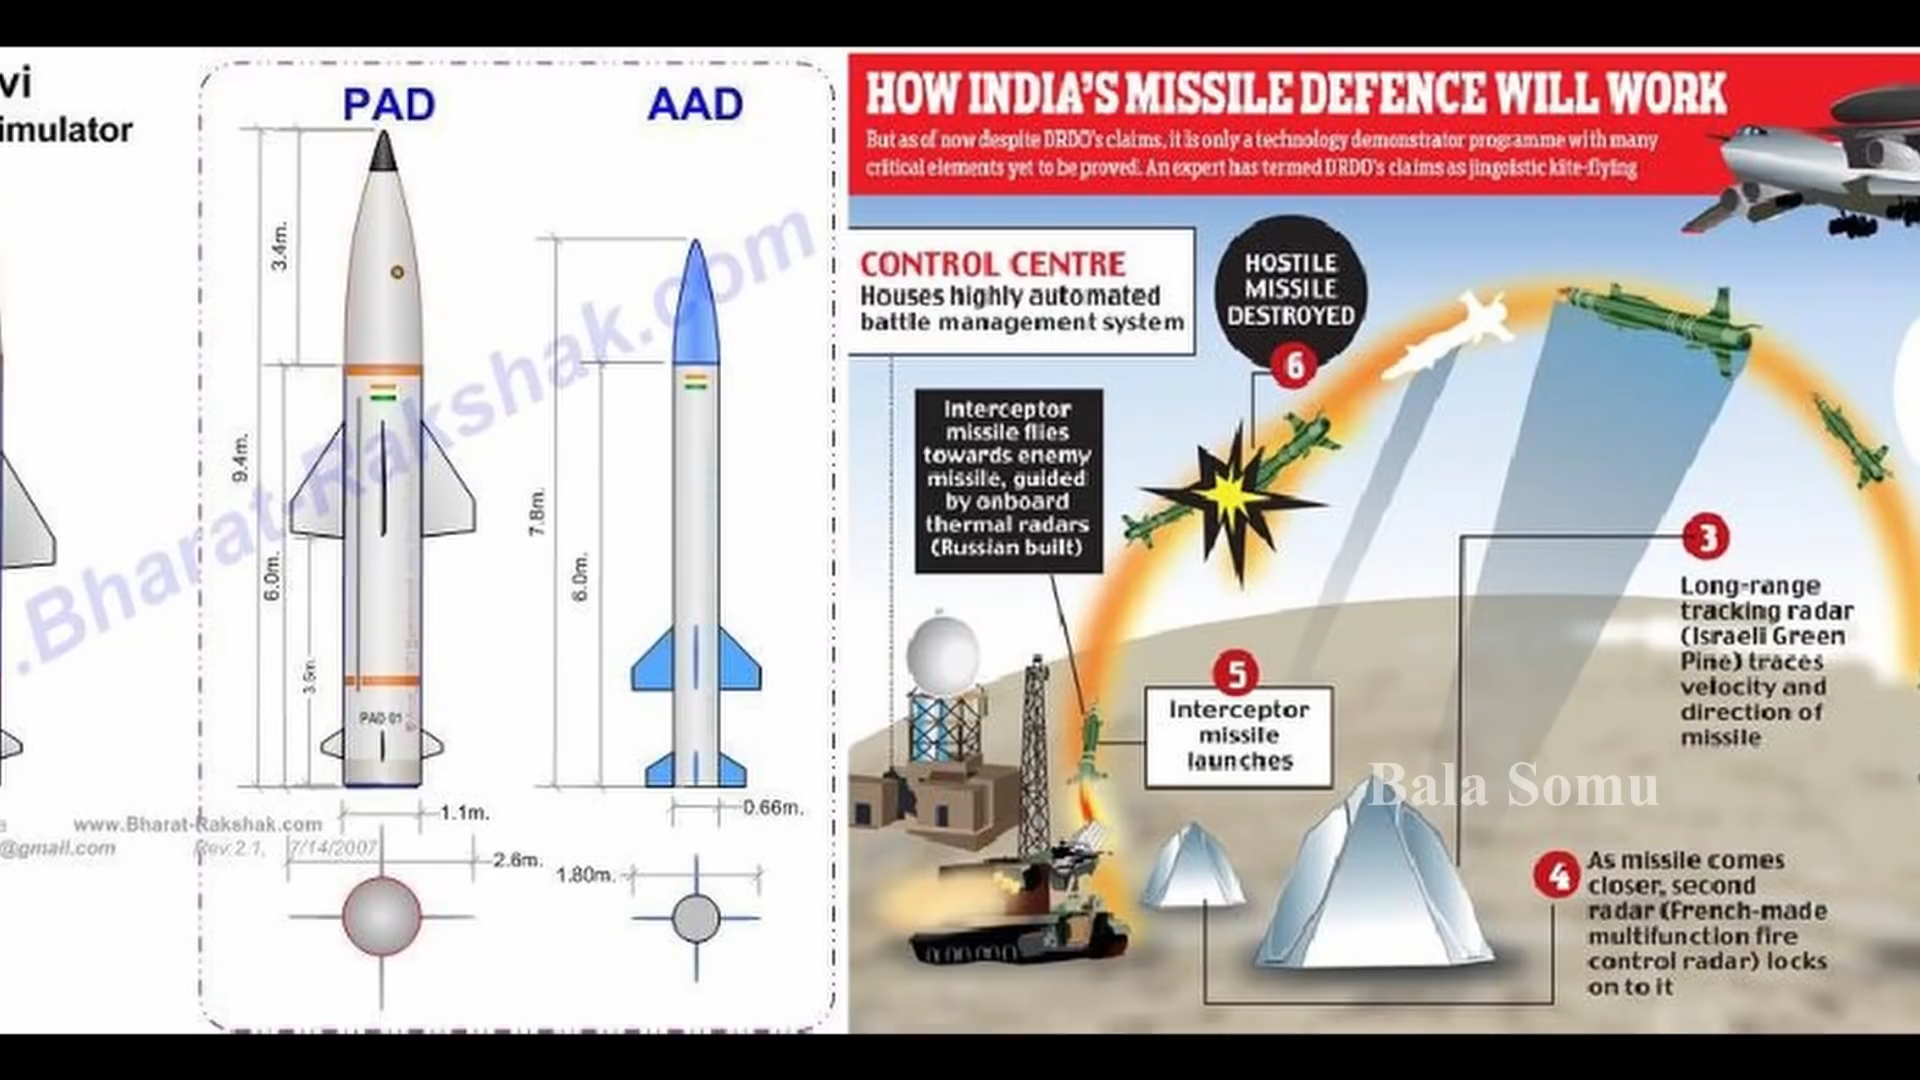 vi
imulator
PAD
AAD
3.4m.
9.4m.
6.0m.
3.5m.
7.8m.
6.0m.
PAD 01
1.1m.
0.66m.
2.6m.
1.80m.
.Bharat-Rakshak.com
www.Bharat-Rakshak.com
@gmail.com
Rev.2.1, 7/14/2007
HOW INDIA'S MISSILE DEFENCE WILL WORK
But as of now despite DRDO's claims, it is only a technology demonstrator programme with many
critical elements yet to be proved. An expert has termed DRDO's claims as jingoistic kite-flying
CONTROL CENTRE
Houses highly automated
battle management system
HOSTILE
MISSILE
DESTROYED
6
Interceptor
missile flies
towards enemy
missile, guided
by onboard
thermal radars
(Russian built)
3
Long-range
tracking radar
(Israeli Green
Pine) traces
velocity and
direction of
missile
5
Interceptor
missile
launches
Bala Somu
4
As missile comes
closer, second
radar (French-made
multifunction fire
control radar) locks
on to it